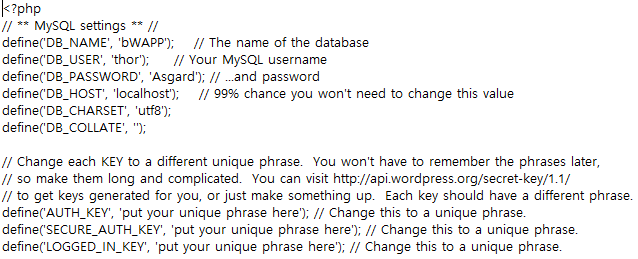 <?php
// ** MySQL settings ** //
define('DB_NAME', 'bWAPP');    // The name of the database
define('DB_USER', 'thor');     // Your MySQL username
define('DB_PASSWORD', 'Asgard'); // ...and password
define('DB_HOST', 'localhost');    // 99% chance you won't need to change this value
define('DB_CHARSET', 'utf8');
define('DB_COLLATE', '');

// Change each KEY to a different unique phrase.  You won't have to remember the phrases later,
// so make them long and complicated.  You can visit http://api.wordpress.org/secret-key/1.1/
// to get keys generated for you, or just make something up.  Each key should have a different phrase.
define('AUTH_KEY', 'put your unique phrase here'); // Change this to a unique phrase.
define('SECURE_AUTH_KEY', 'put your unique phrase here'); // Change this to a unique phrase.
define('LOGGED_IN_KEY', 'put your unique phrase here'); // Change this to a unique phrase.